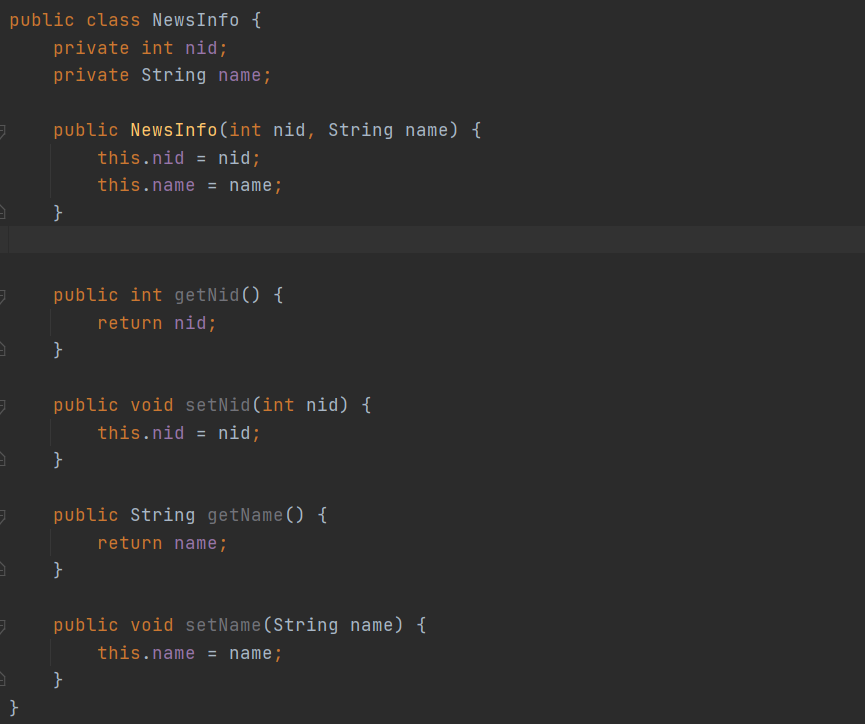 public class NewsInfo {
    private int nid;
    private String name;

    public NewsInfo(int nid, String name) {
        this.nid = nid;
        this.name = name;
    }

    public int getNid() {
        return nid;
    }

    public void setNid(int nid) {
        this.nid = nid;
    }

    public String getName() {
        return name;
    }

    public void setName(String name) {
        this.name = name;
    }
}